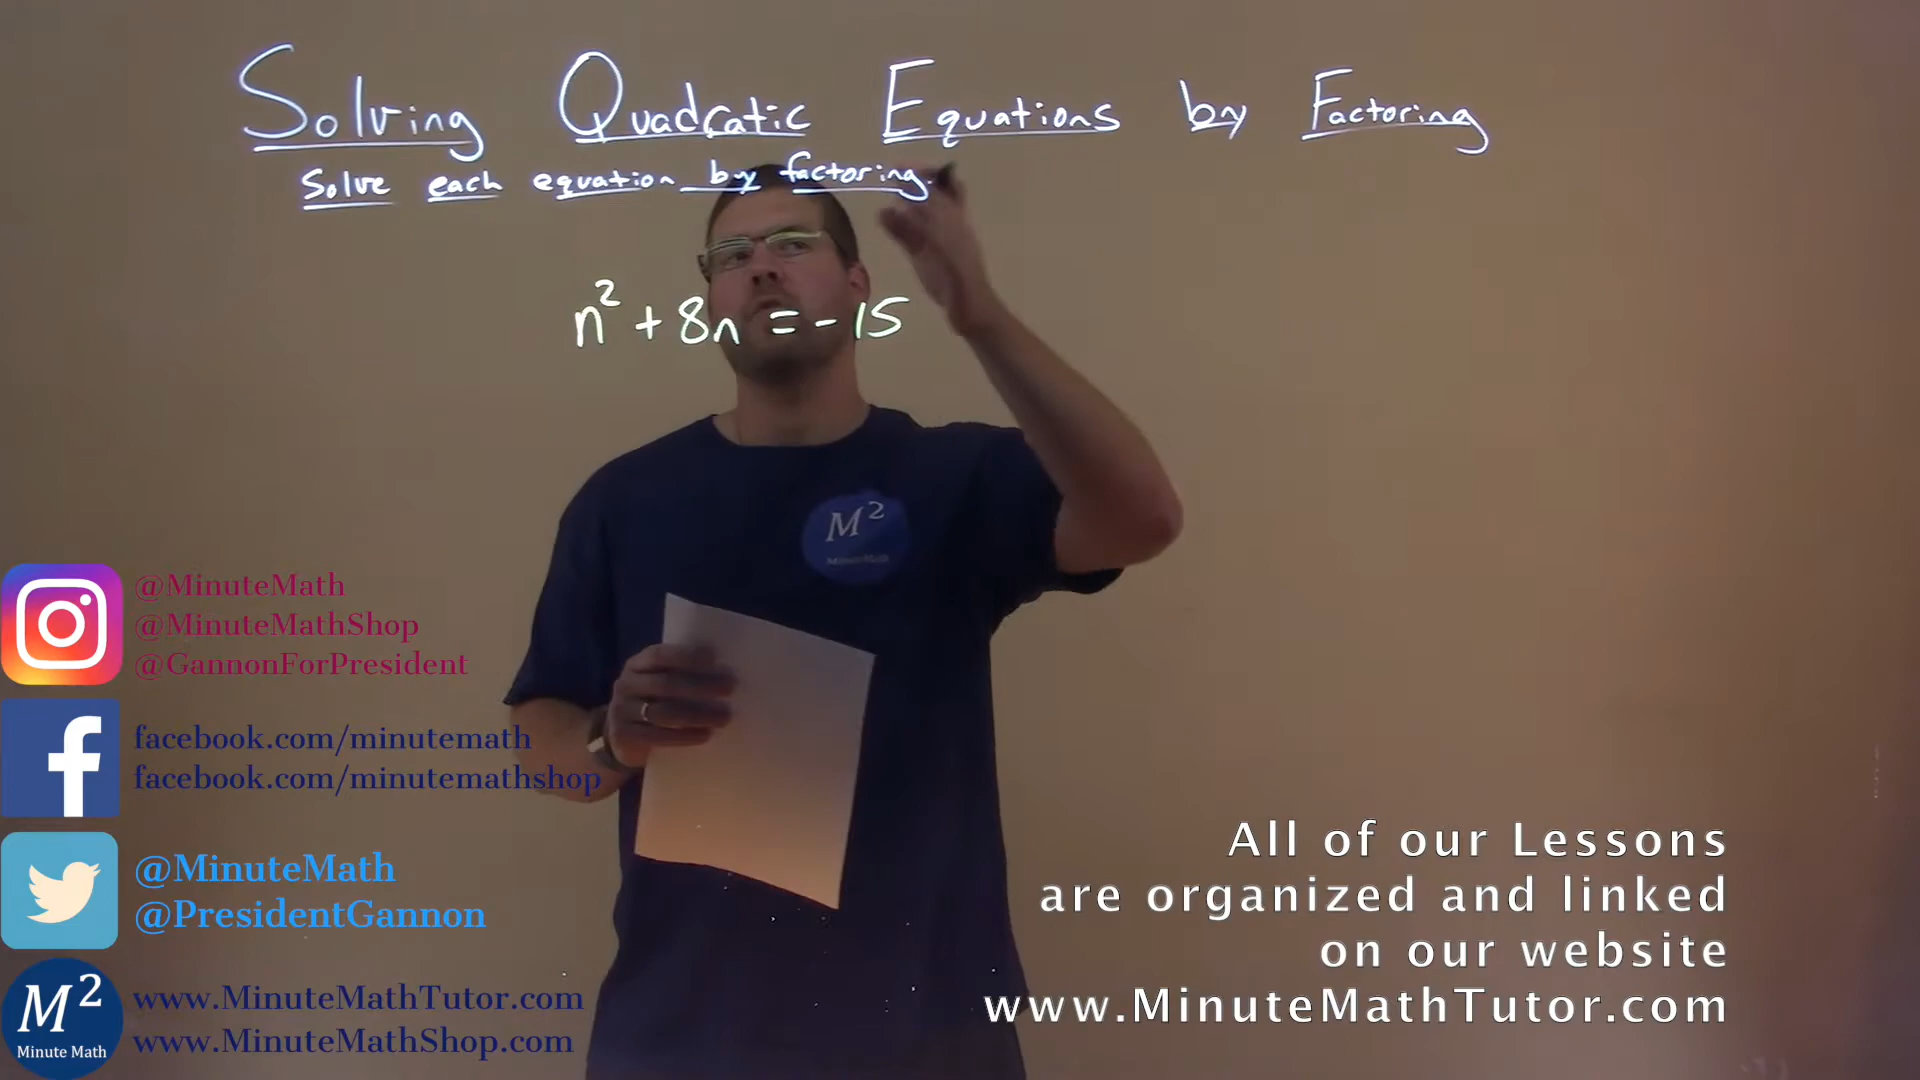 Solving Quadratic Equations by Factoring
Solve each equation by factoring.
n² + 8n = -15
M²
MinuteMath
@MinuteMath
@MinuteMathShop
@GannonForPresident
facebook.com/minutemath
facebook.com/minutemathshop
@MinuteMath
@PresidentGannon
M²
Minute Math
www.MinuteMathTutor.com
www.MinuteMathShop.com
All of our Lessons
are organized and linked
on our website
www.MinuteMathTutor.com